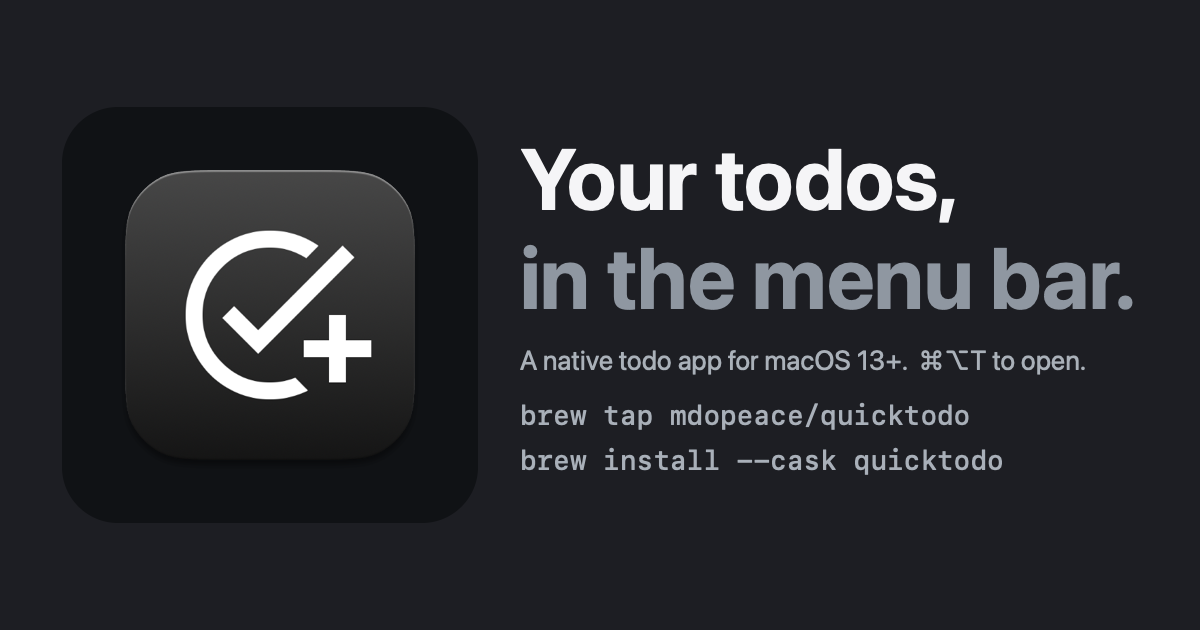 Your todos,
in the menu bar.
A native todo app for macOS 13+. ⌘⌥T to open.
brew tap mdopeace/quicktodo
brew install --cask quicktodo